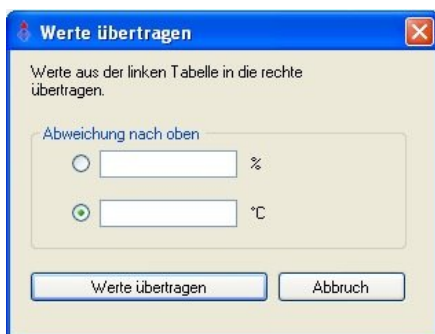 Werte übertragen
Werte aus der linken Tabelle in die rechte
übertragen.
Abweichung nach oben
%
°C
Werte übertragen Abbruch